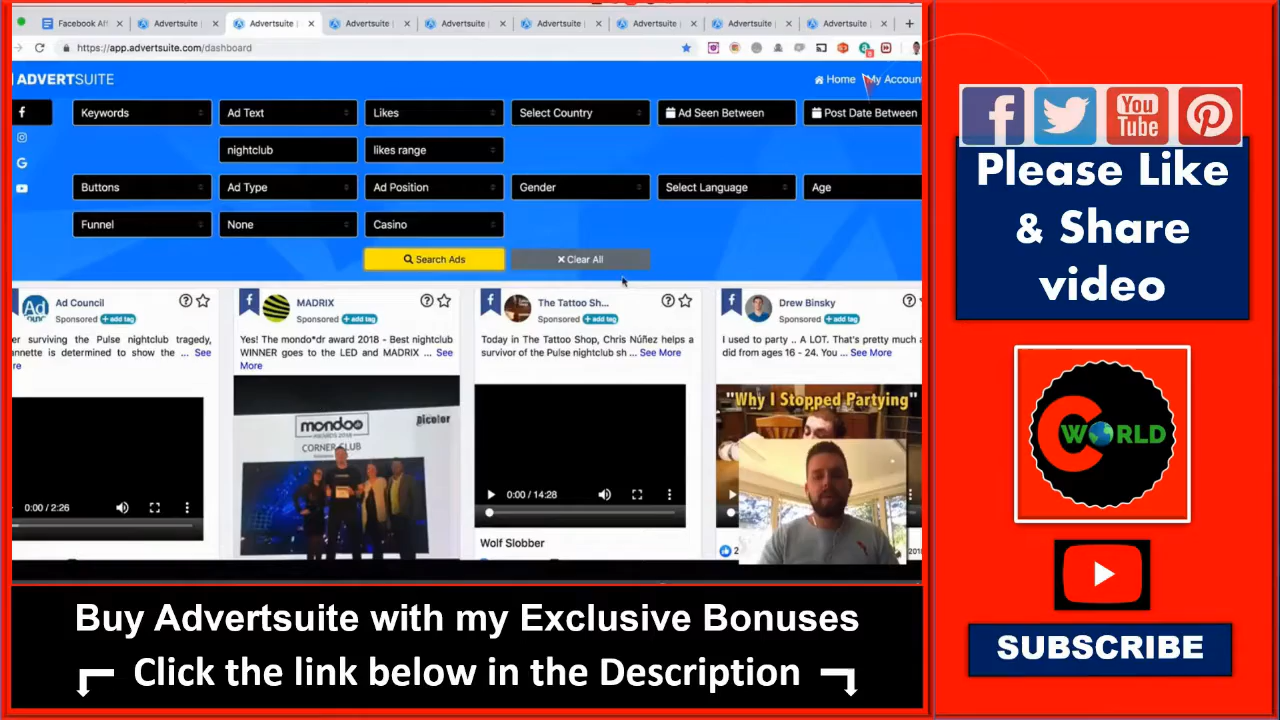 Facebook Aff
Advertsuite
Advertsuite
Advertsuite
Advertsuite
Advertsuite
Advertsuite
Advertsuite
Advertsuite
https://app.advertsuite.com/dashboard
ADVERTSUITE
Home
My Account
Keywords
Ad Text
Likes
Select Country
Ad Seen Between
Post Date Between
nightclub
likes range
Buttons
Ad Type
Ad Position
Gender
Select Language
Age
Funnel
None
Casino
Search Ads
Clear All
Ad Council
Sponsored + add tag
er surviving the Pulse nightclub tragedy,
nnette is determined to show the ... See
re
0:00 / 2:26
MADRIX
Sponsored + add tag
Yes! The mondo*dr award 2018 - Best nightclub
WINNER goes to the LED and MADRIX ... See
More
mondo
CORNER CLUB
The Tattoo Sh...
Sponsored + add tag
Today in The Tattoo Shop, Chris Núñez helps a
survivor of the Pulse nightclub sh ... See More
0:00 / 14:28
Wolf Slobber
Drew Binsky
Sponsored + add tag
I used to party .. A LOT. That's pretty much a
did from ages 16 - 24. You ... See More
"Why I Stopped Partying"
2
Buy Advertsuite with my Exclusive Bonuses
Click the link below in the Description
You
Tube
Please Like
& Share
video
C WORLD
SUBSCRIBE